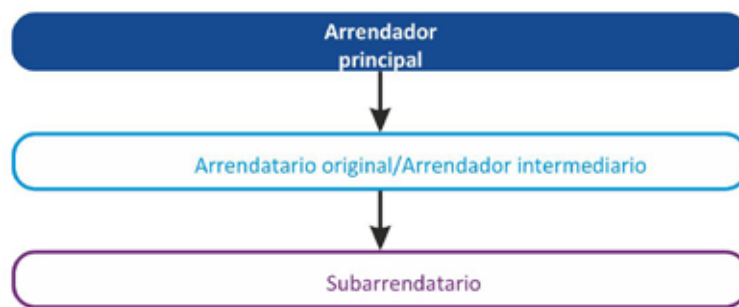 Arrendador
principal
Arrendatario original/Arrendador intermediario
Subarrendatario